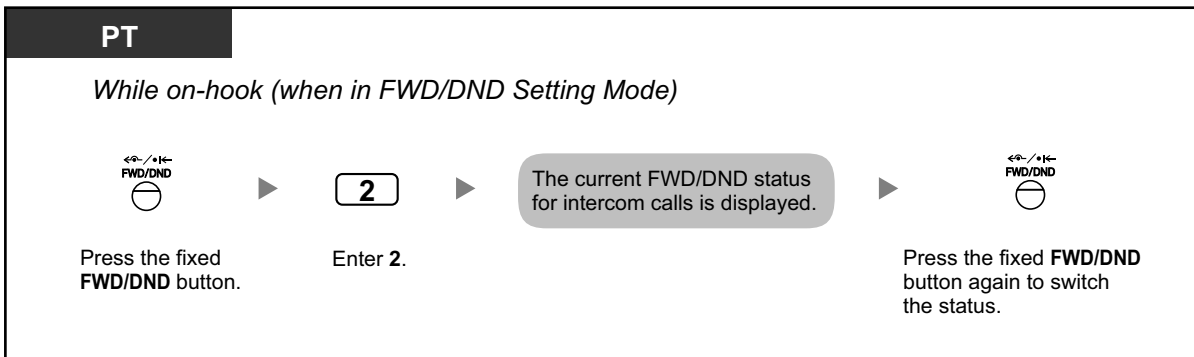 PT
While on-hook (when in FWD/DND Setting Mode)
FWD/DND
Press the fixed
FWD/DND button.
2
Enter 2.
The current FWD/DND status
for intercom calls is displayed.
FWD/DND
Press the fixed FWD/DND
button again to switch
the status.